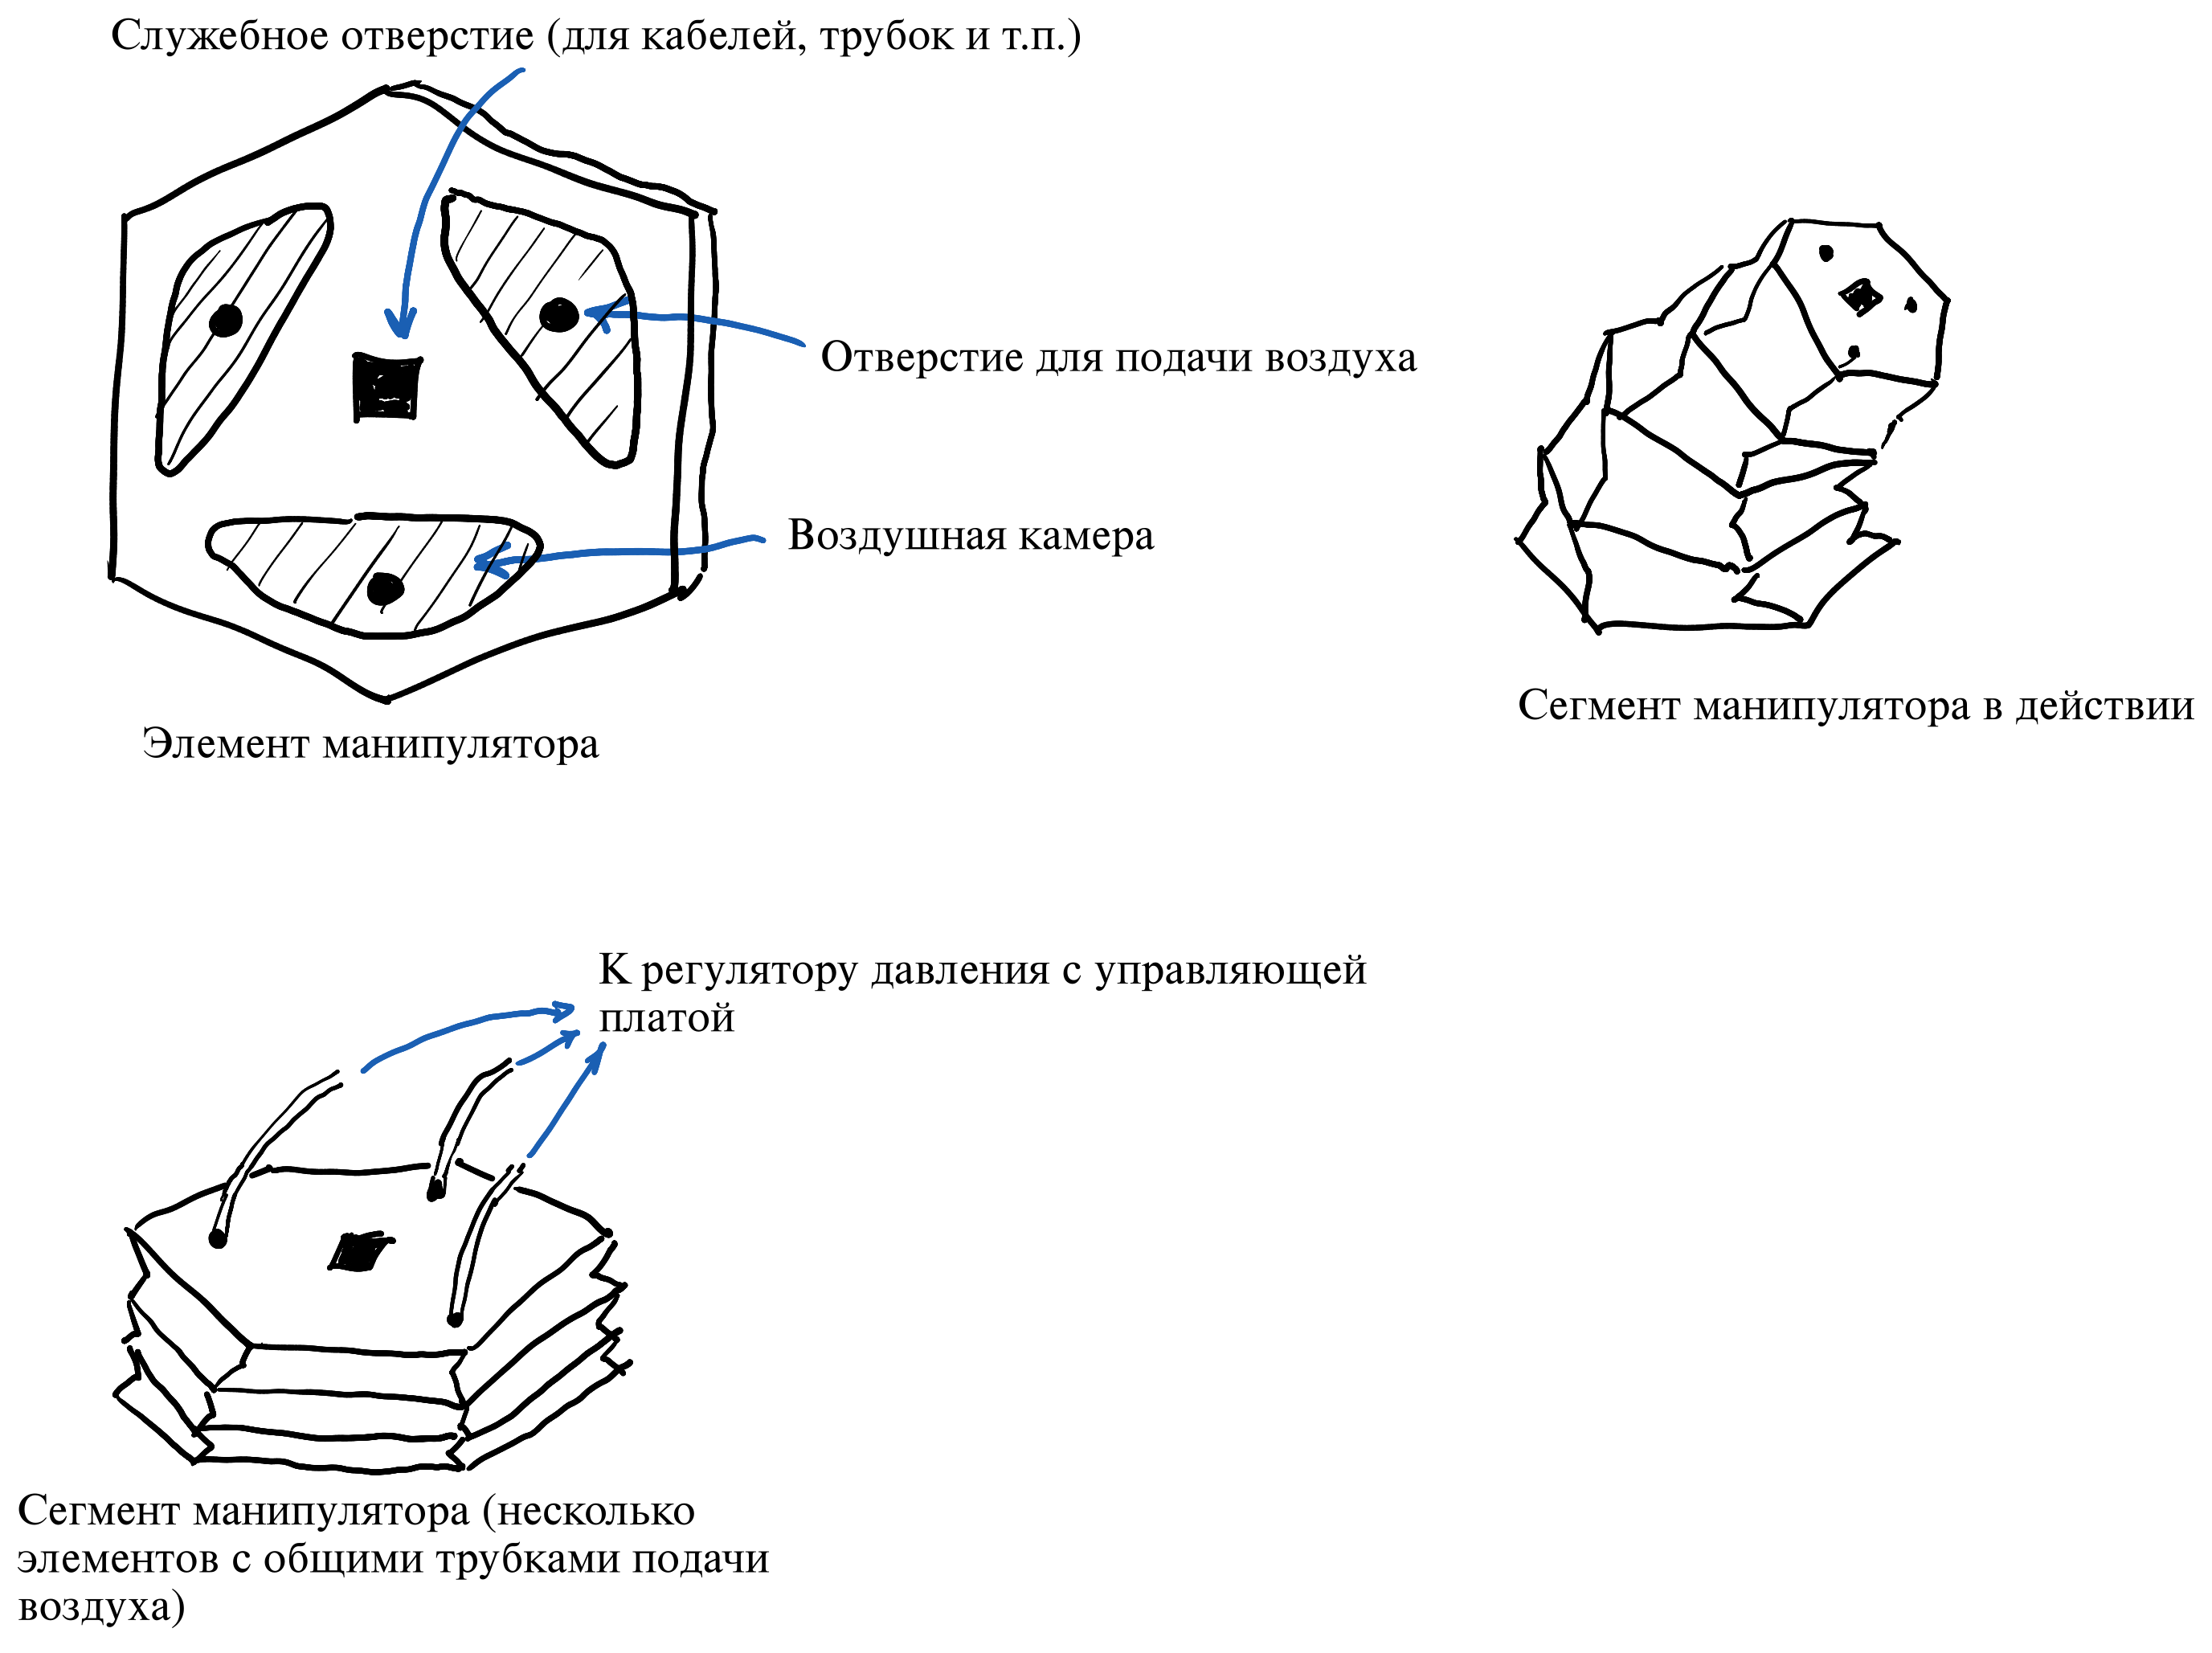 Служебное отверстие (для кабелей, трубок и т.п.)
Отверстие для подачи воздуха
Воздушная камера
Элемент манипулятора
Сегмент манипулятора в действии
К регулятору давления с управляющей
платой
Сегмент манипулятора (несколько
элементов с общими трубками подачи
воздуха)